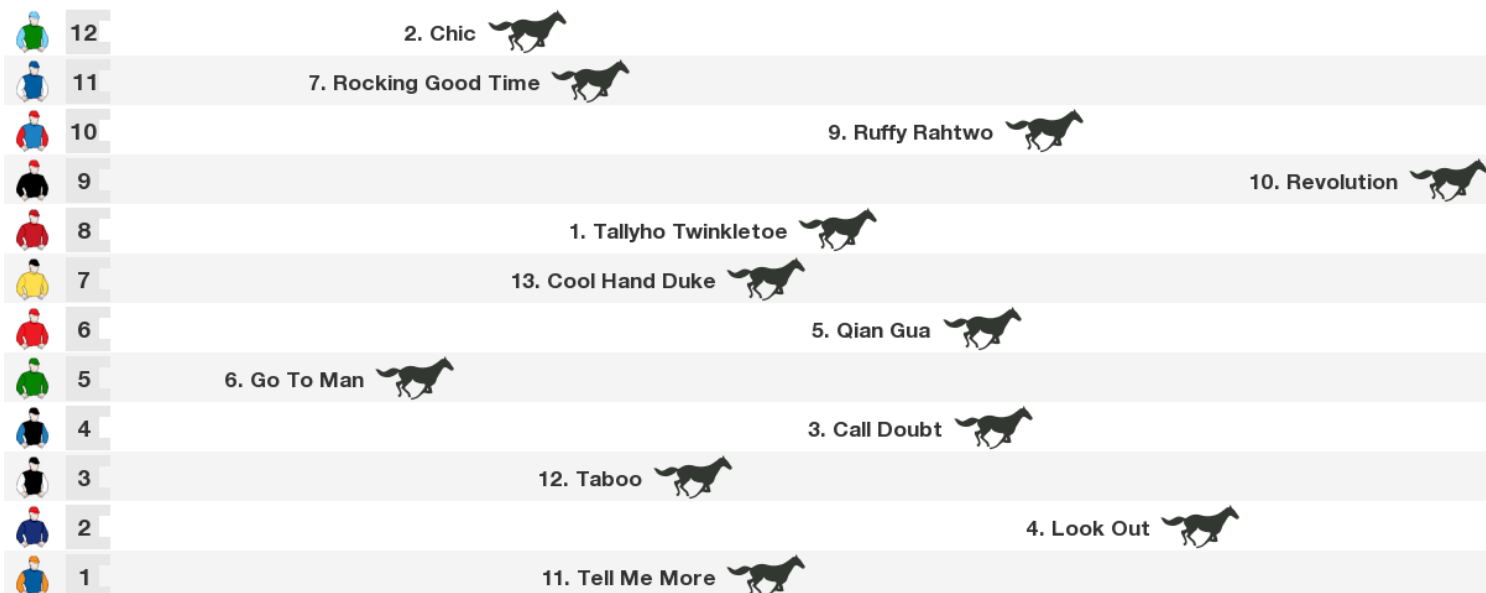 12 2. Chic
11 7. Rocking Good Time
10 9. Ruffy Rahtwo
9 10. Revolution
8 1. Tallyho Twinkletoe
7 13. Cool Hand Duke
6 5. Qian Gua
5 6. Go To Man
4 3. Call Doubt
3 12. Taboo
2 4. Look Out
1 11. Tell Me More